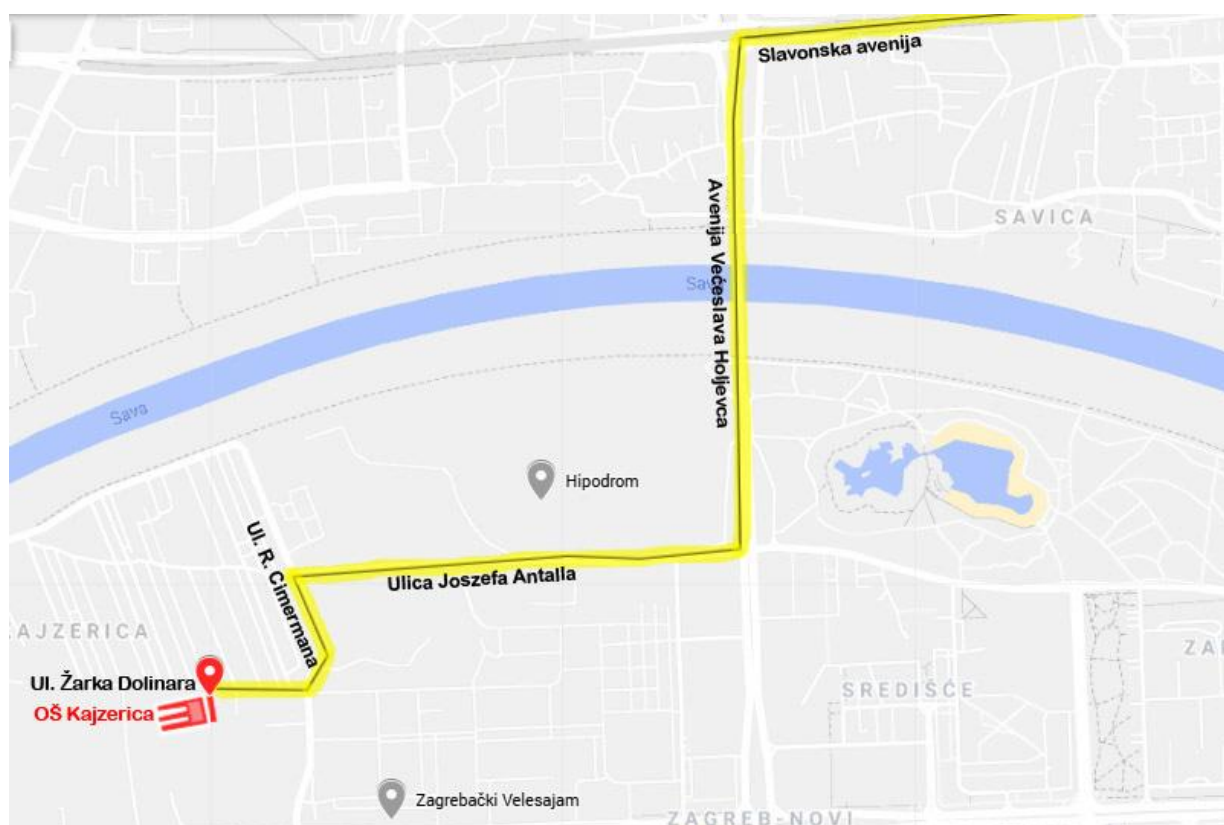 Slavonska avenija
Avenija Većeslava Holjevca
SAVICA
Sava
Sava
Hipodrom
Ul. R. Cimermana
Ulica Joszefa Antalla
AJZERICA
Ul. Žarka Dolinara
OŠ Kajzerica
SREDIŠĆE
ZA
Zagrebački Velesajam
ZAGREB-NOVI